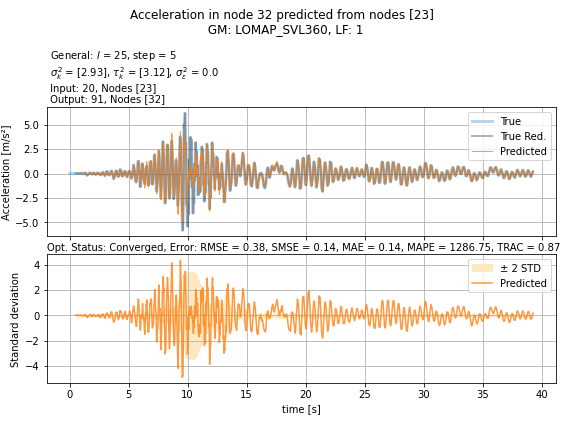 Acceleration in node 32 predicted from nodes [23]
GM: LOMAP_SVL360, LF: 1
General: l = 25, step = 5
σ²ₖ = [2.93], τ²ₖ = [3.12], σ²ₑ = 0.0
Input: 20, Nodes [23]
Output: 91, Nodes [32]
Acceleration [m/s²]
5.0
2.5
0.0
−2.5
−5.0
True
True Red.
Predicted
Opt. Status: Converged, Error: RMSE = 0.38, SMSE = 0.14, MAE = 0.14, MAPE = 1286.75, TRAC = 0.87
Standard deviation
4
2
0
−2
−4
± 2 STD
Predicted
0 5 10 15 20 25 30 35 40
time [s]